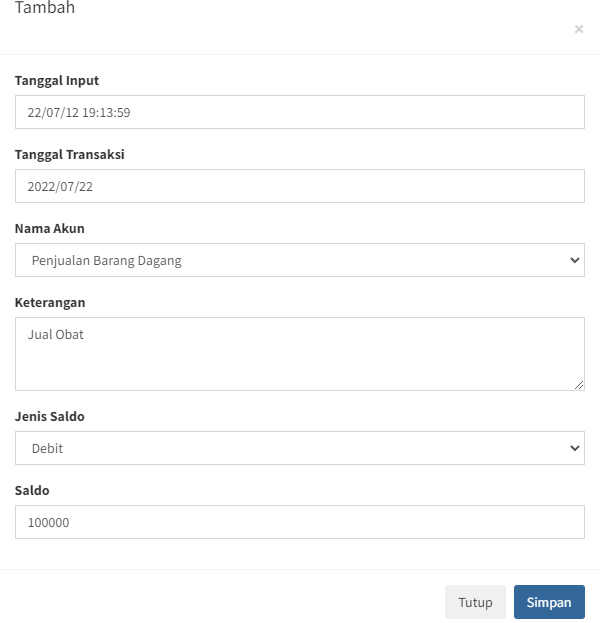 Tambah
×
Tanggal Input
22/07/12 19:13:59
Tanggal Transaksi
2022/07/22
Nama Akun
Penjualan Barang Dagang
Keterangan
Jual Obat
Jenis Saldo
Debit
Saldo
100000
Tutup Simpan